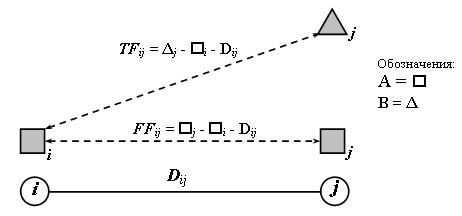 j
TFij = Δj - □i - Dij
Обозначения:
A = □
B = Δ
FFij = □j - □i - Dij
i
j
Dij
i
j